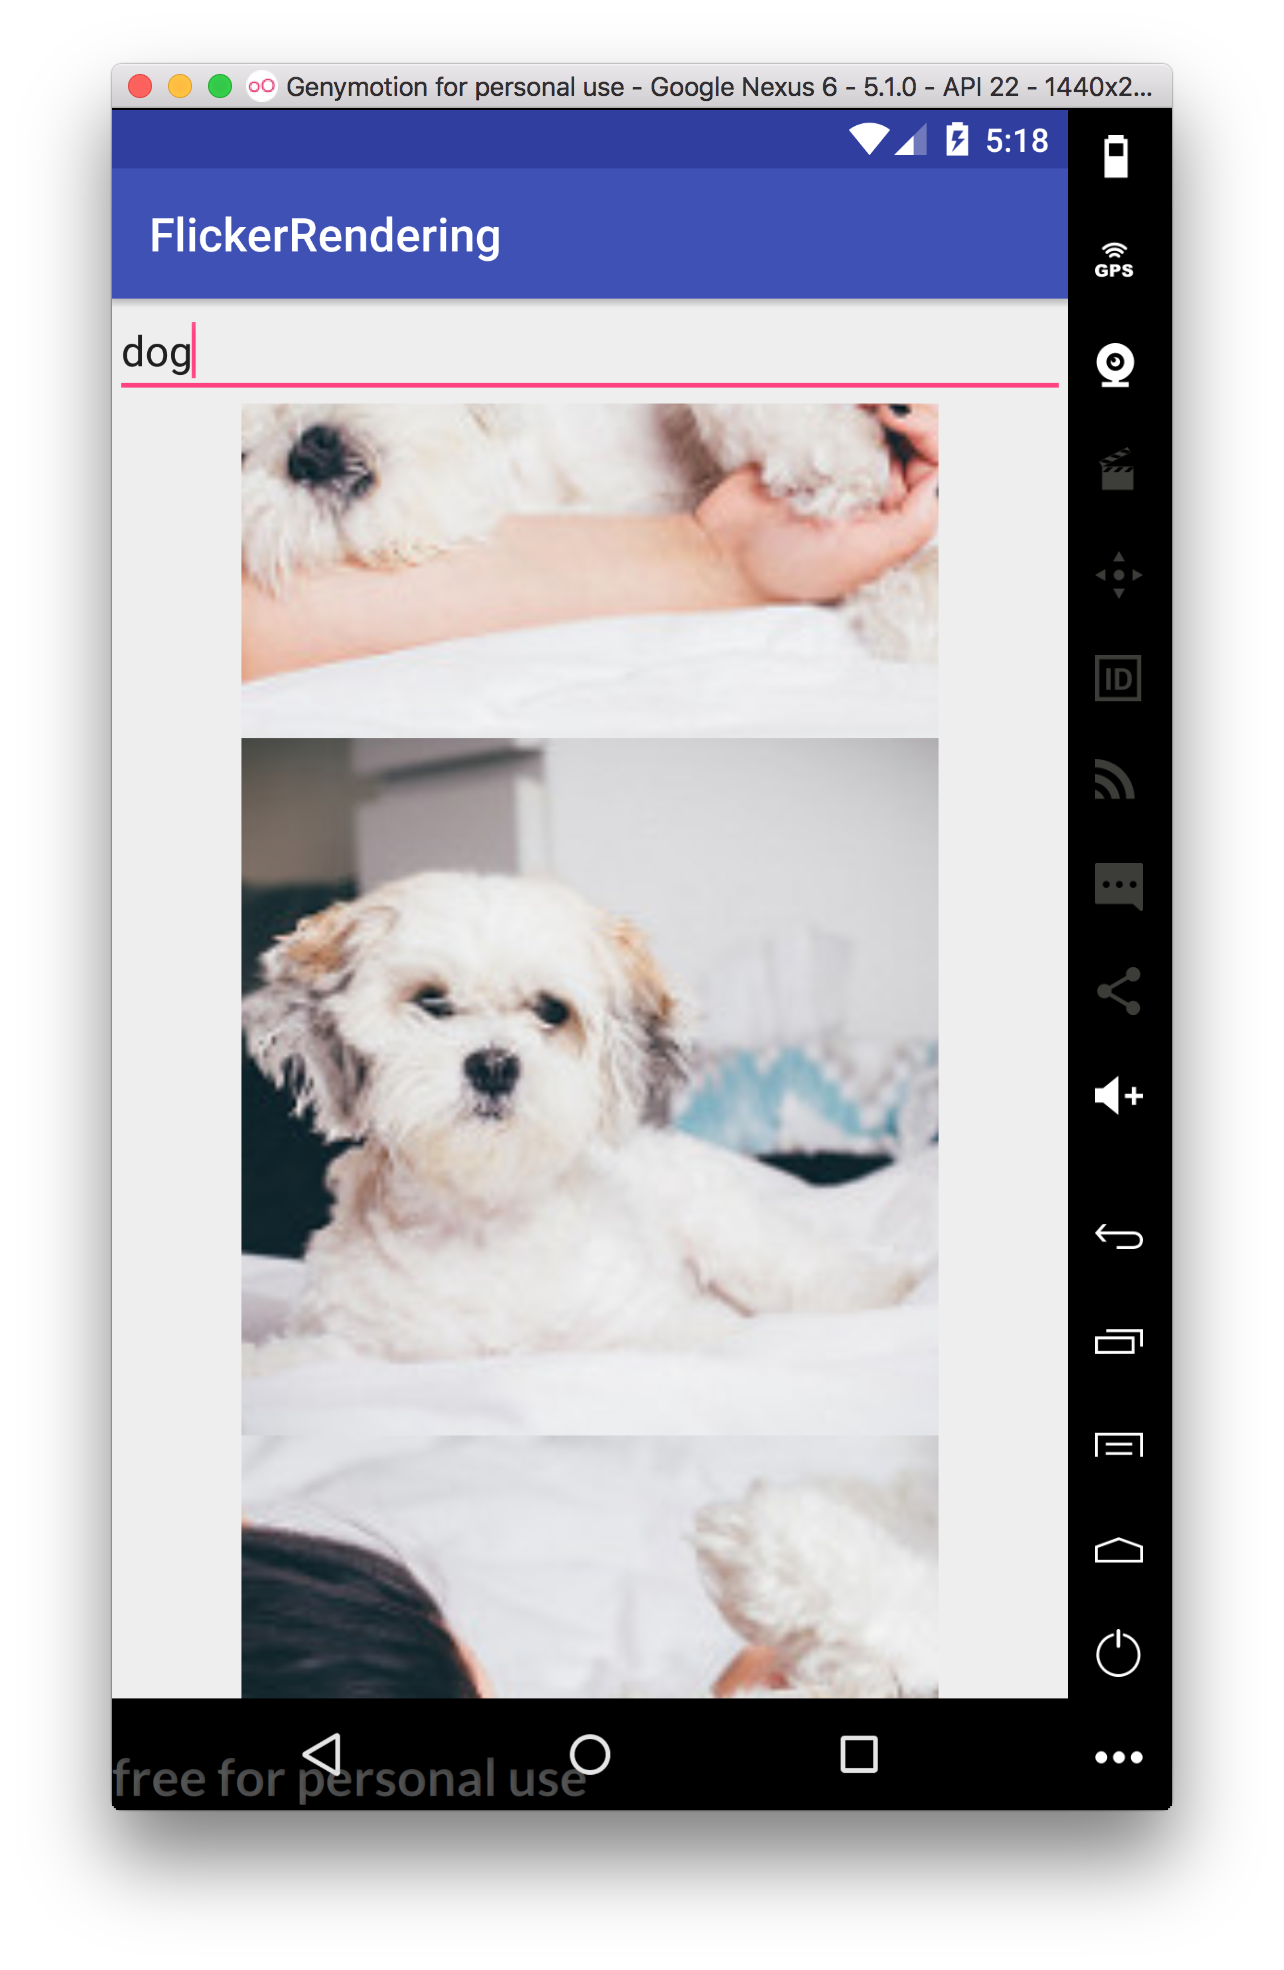 Genymotion for personal use - Google Nexus 6 - 5.1.0 - API 22 - 1440x2...
5:18
FlickerRendering
GPS
dog
ID
free for personal use